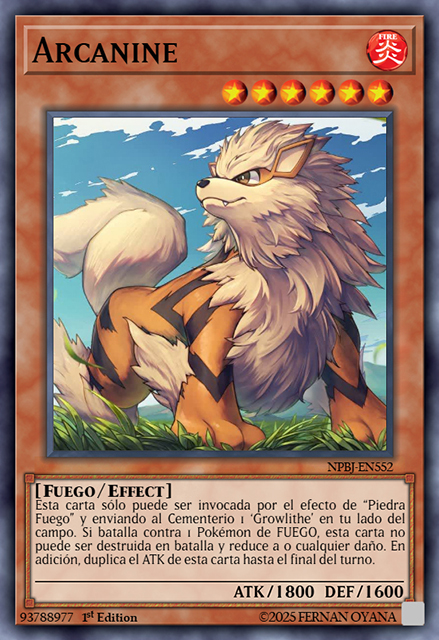 ARCANINE
FIRE
炎
NPBJ-EN552
[FUEGO/EFFECT]
Esta carta sólo puede ser invocada por el efecto de “Piedra
Fuego” y enviando al Cementerio 1 ‘Growlithe’ en tu lado del
campo. Si batalla contra 1 Pokémon de FUEGO, esta carta no
puede ser destruida en batalla y reduce a 0 cualquier daño. En
adición, duplica el ATK de esta carta hasta el final del turno.
ATK/1800 DEF/1600
93788977 1st Edition ©2025 FERNAN OYANA